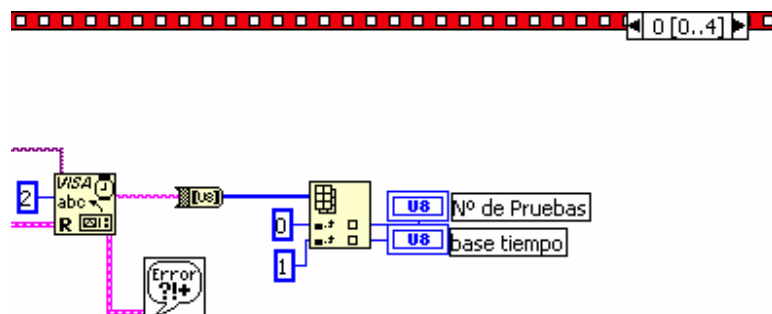 0 [0..4]
VISA
abc
R
2
[U8]
0
1
U8 Nº de Pruebas
U8 base tiempo
Error
?!+